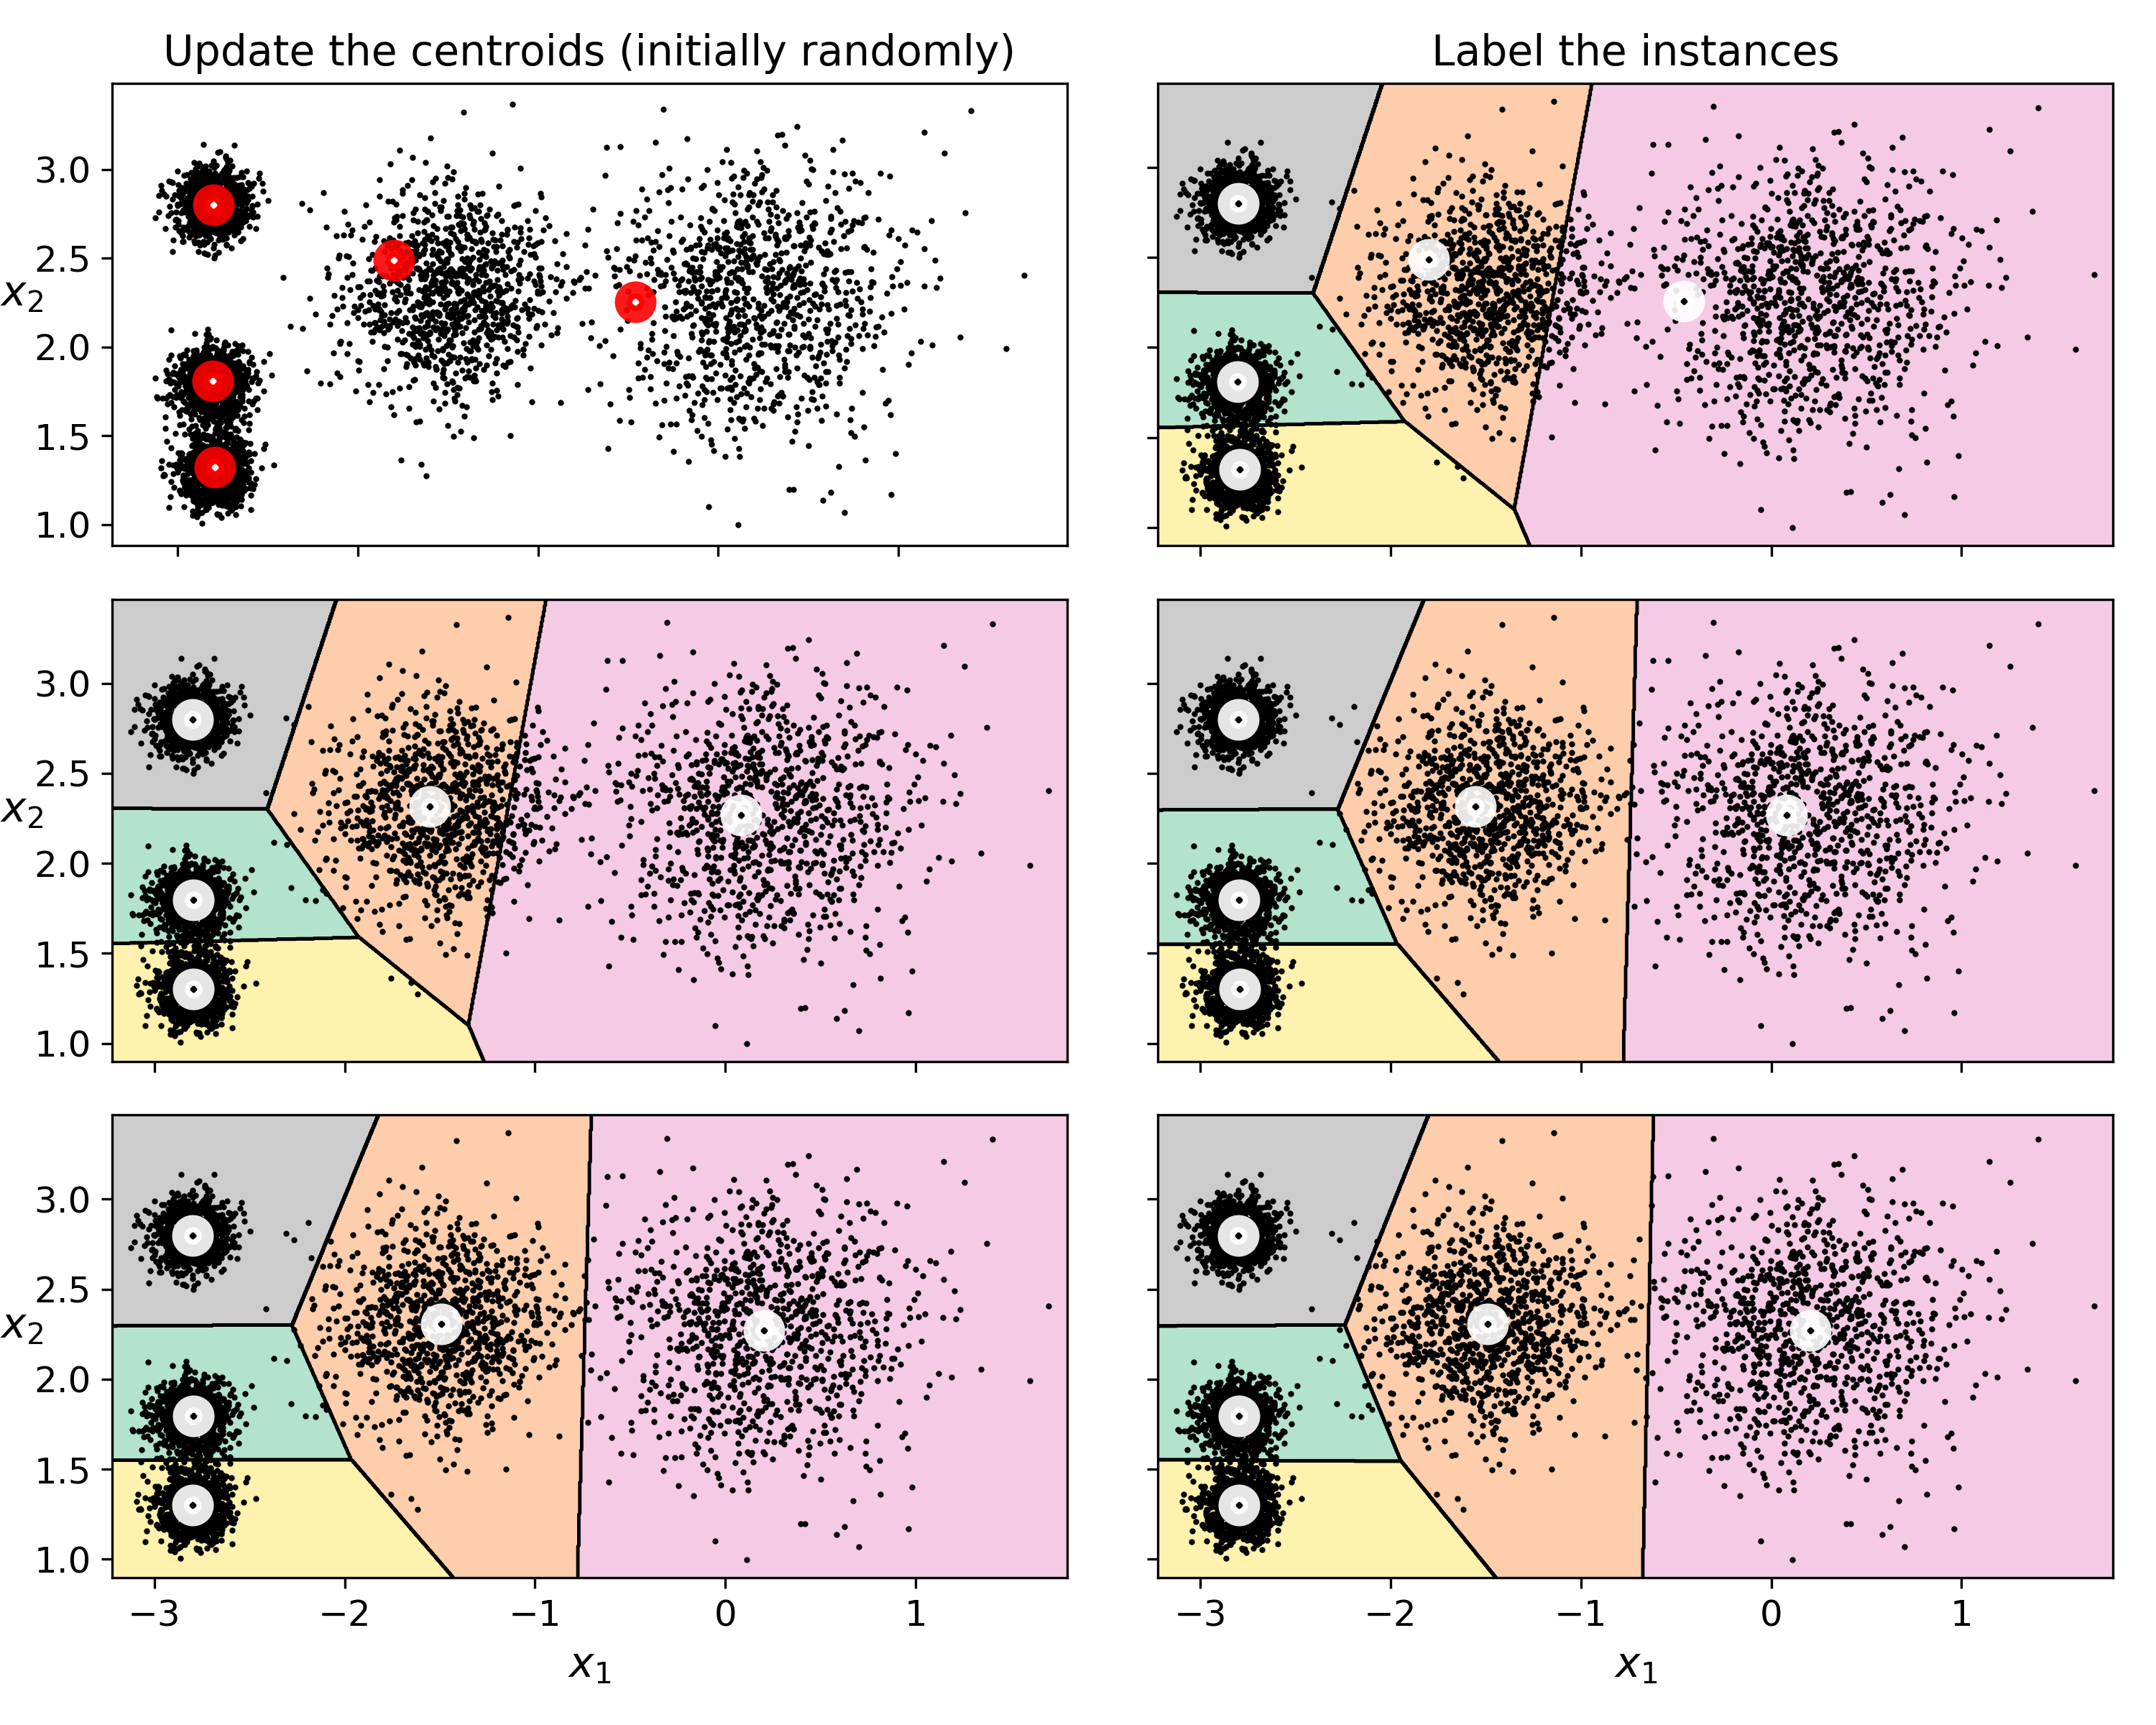 Update the centroids (initially randomly)
Label the instances
3.0
2.5
x₂
2.0
1.5
1.0
3.0
2.5
x₂
2.0
1.5
1.0
3.0
2.5
x₂
2.0
1.5
1.0
−3 −2 −1 0 1
−3 −2 −1 0 1
x₁
x₁